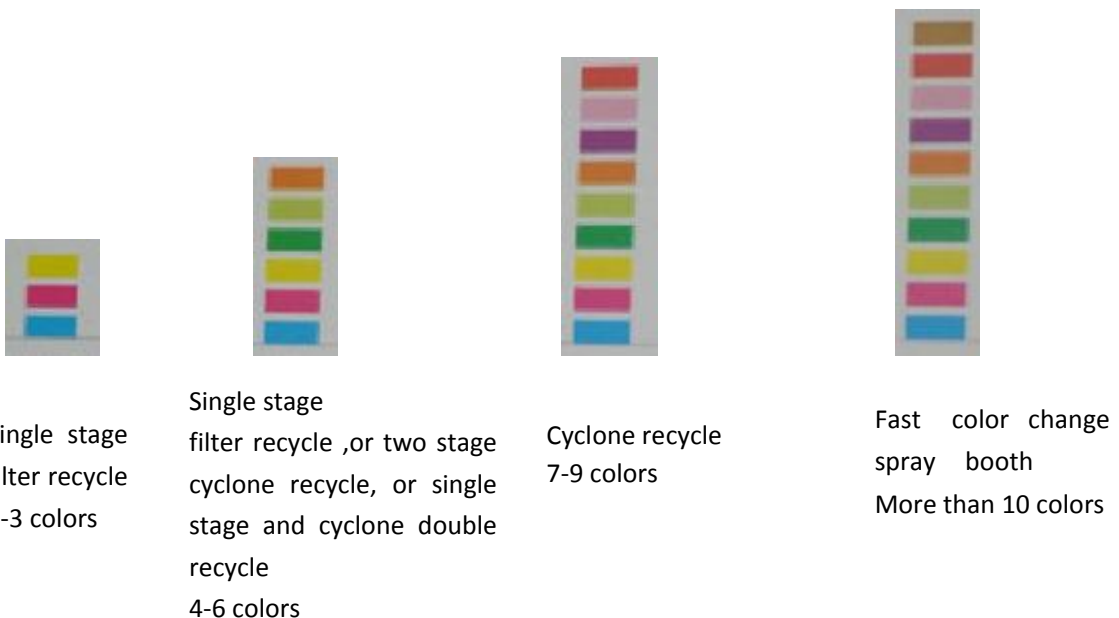 ingle stage
lter recycle
-3 colors
Single stage
filter recycle ,or two stage
cyclone recycle, or single
stage and cyclone double
recycle
4-6 colors
Cyclone recycle
7-9 colors
Fast color change
spray booth
More than 10 colors